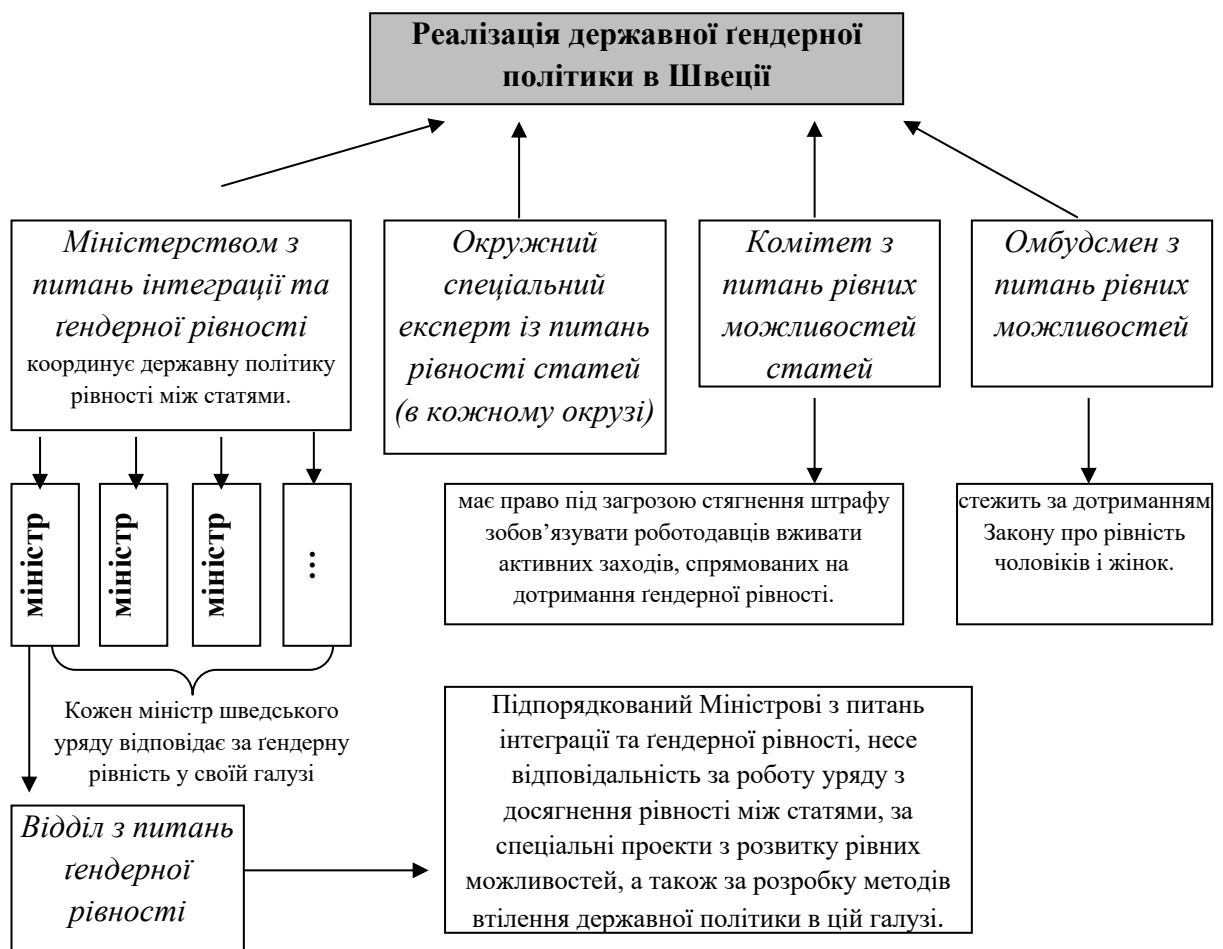 Реалізація державної ґендерної
політики в Швеції
Міністерством з
питань інтеграції та
ґендерної рівності
координує державну політику
рівності між статями.
Окружний
спеціальний
експерт із питань
рівності статей
(в кожному окрузі)
Комітет з
питань рівних
можливостей
статей
Омбудсмен з
питань рівних
можливостей
міністр
міністр
міністр
…
має право під загрозою стягнення штрафу
зобов’язувати роботодавців вживати
активних заходів, спрямованих на
дотримання ґендерної рівності.
стежить за дотриманням
Закону про рівність
чоловіків і жінок.
Кожен міністр шведського
уряду відповідає за ґендерну
рівність у своїй галузі
Відділ з питань
ґендерної
рівності
Підпорядкований Міністрові з питань
інтеграції та ґендерної рівності, несе
відповідальність за роботу уряду з
досягнення рівності між статями, за
спеціальні проекти з розвитку рівних
можливостей, а також за розробку методів
втілення державної політики в цій галузі.